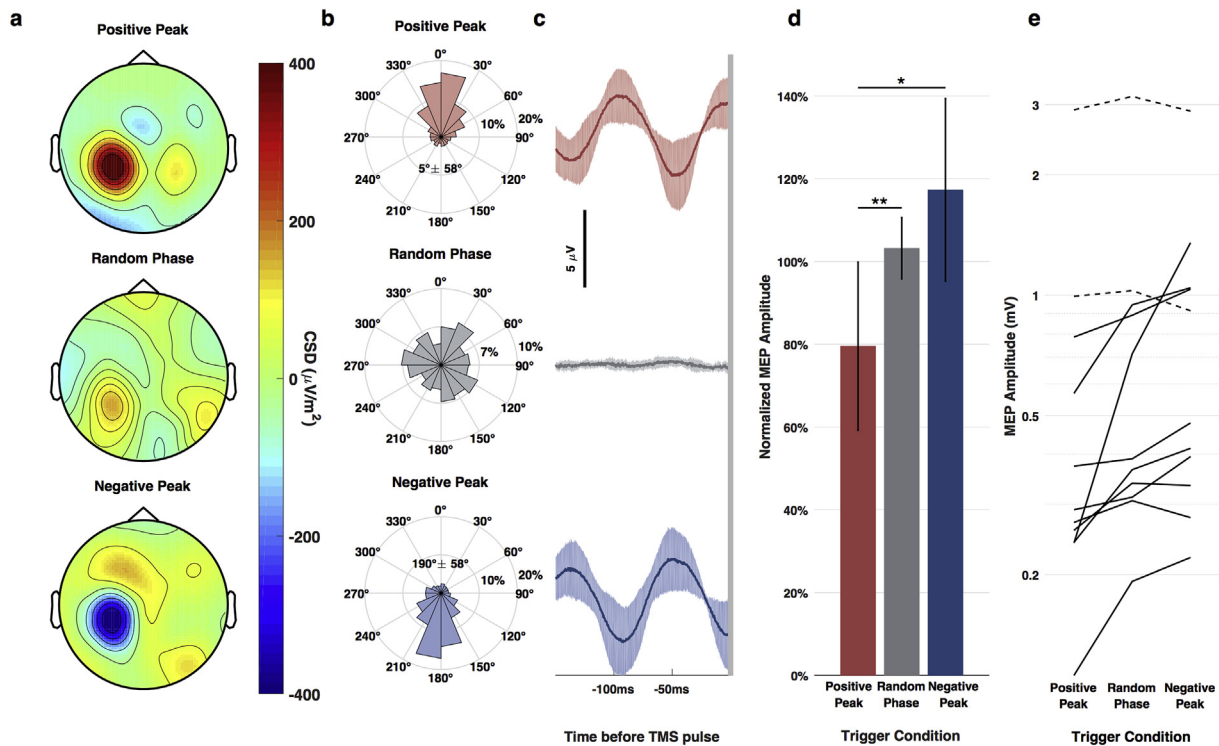 a
Positive Peak
Random Phase
Negative Peak
400
200
0
-200
-400
CSD (μV/m²)
b
Positive Peak
0°
330°
30°
300°
60°
20%
10%
270°
90°
5° ± 58°
240°
120°
210°
150°
180°
Random Phase
0°
330°
30°
300°
60°
10%
7%
270°
90°
240°
120°
210°
150°
180°
Negative Peak
0°
330°
30°
190° ± 58°
300°
60°
20%
10%
270°
90°
240°
120°
210°
150°
180°
c
5 μV
-100ms
-50ms
Time before TMS pulse
d
Normalized MEP Amplitude
140%
120%
100%
80%
60%
40%
20%
0%
*
**
Positive Peak
Random Phase
Negative Peak
Trigger Condition
e
MEP Amplitude (mV)
3
2
1
0.5
0.2
Positive Peak
Random Phase
Negative Peak
Trigger Condition